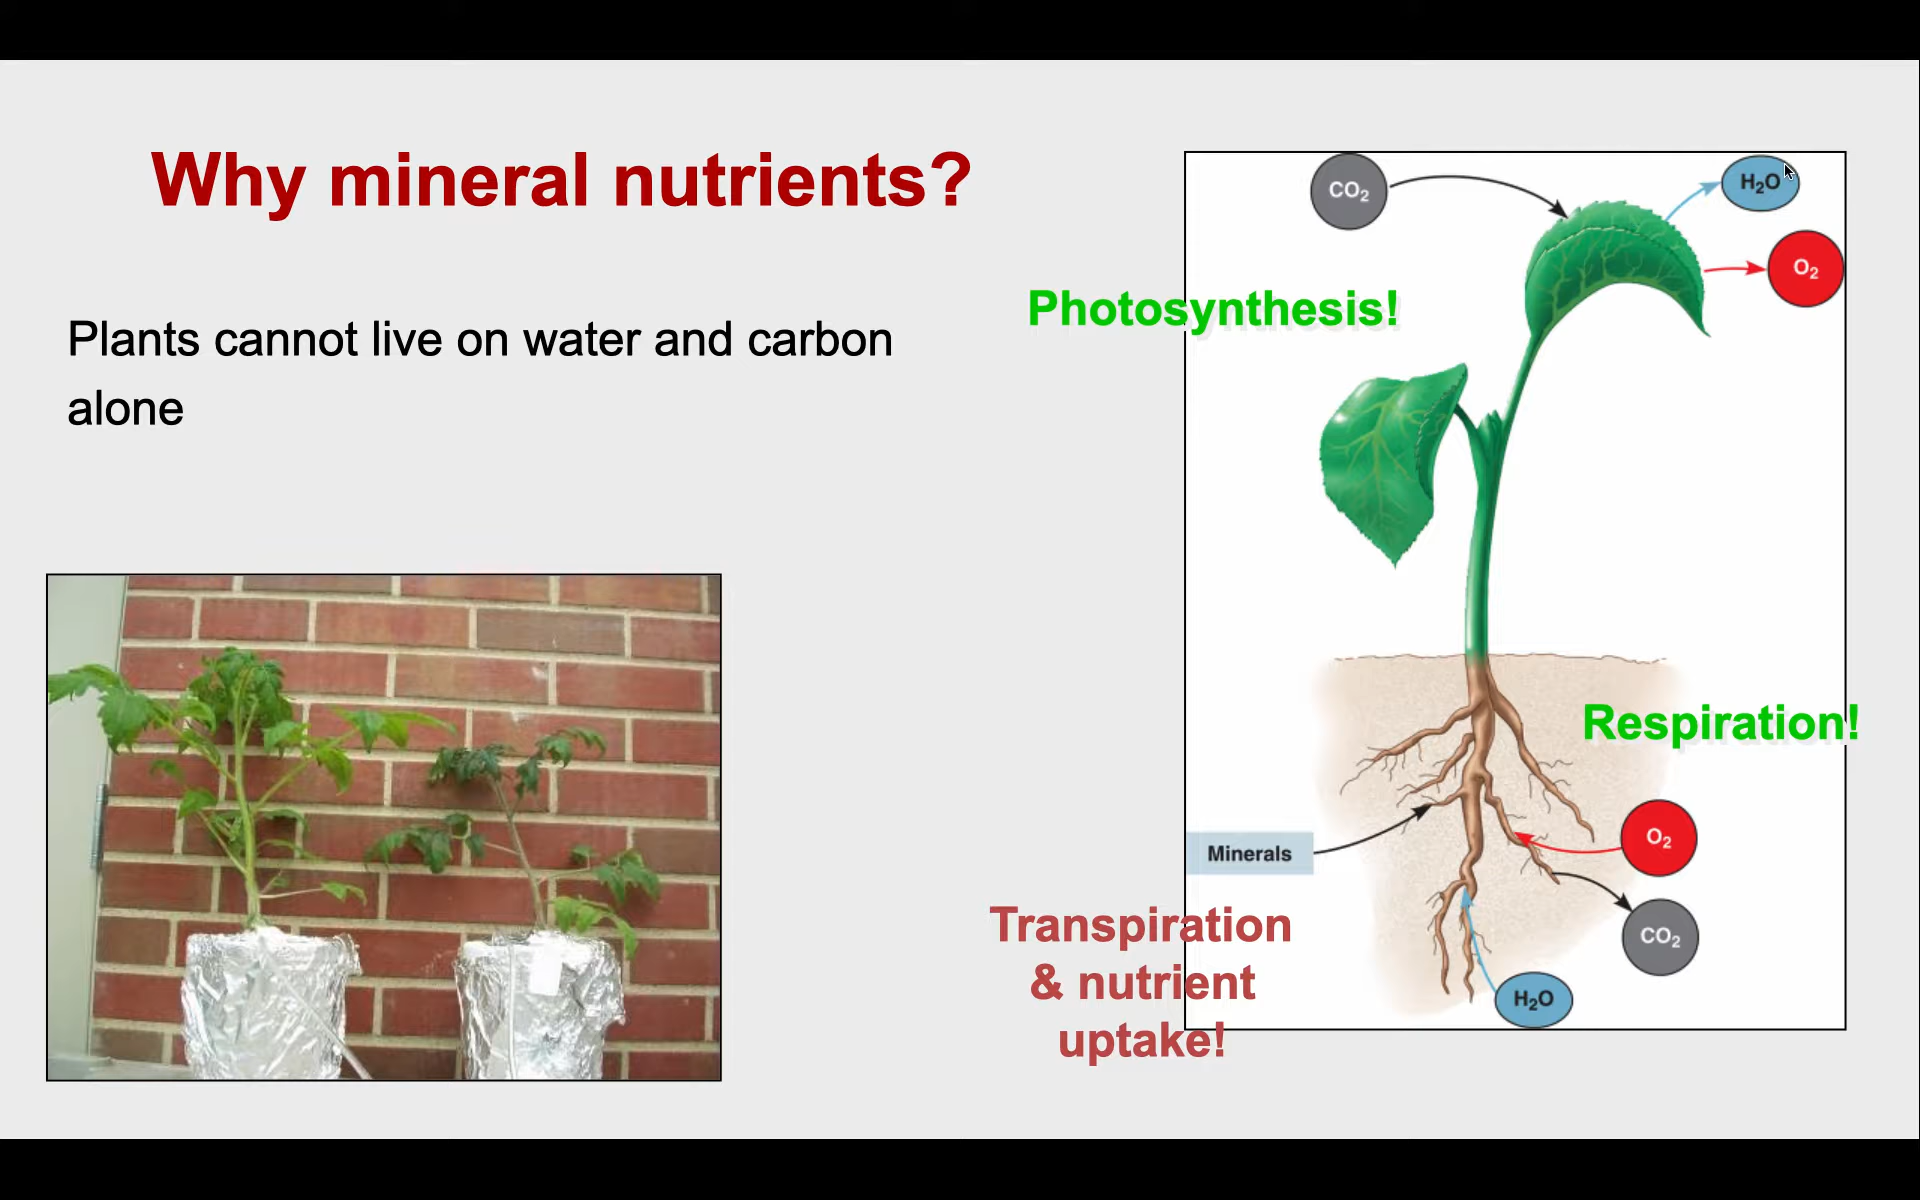 Why mineral nutrients?
Plants cannot live on water and carbon
alone
CO₂
H₂O
O₂
Photosynthesis!
Respiration!
Minerals
O₂
CO₂
H₂O
Transpiration
& nutrient
uptake!